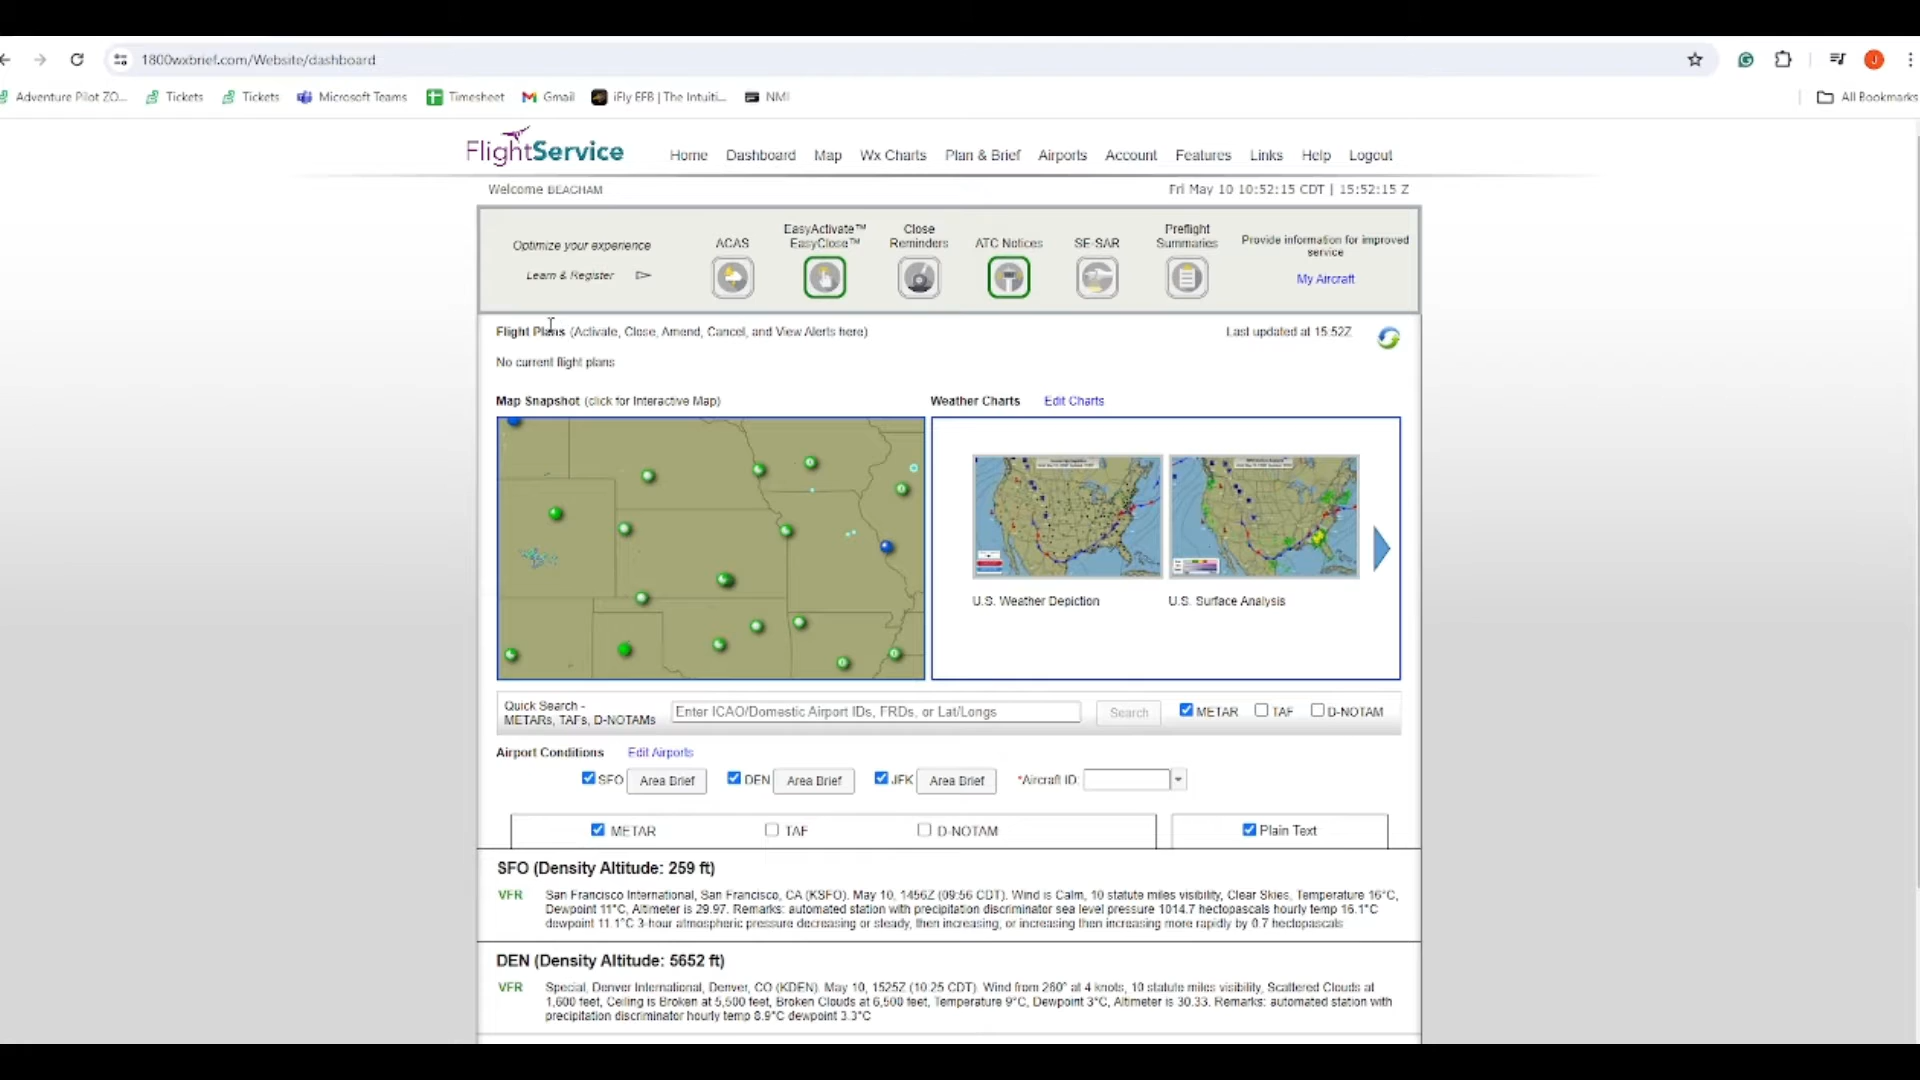 1800wxbrief.com/Website/dashboard
J
Adventure Pilot ZO...
Tickets
Tickets
Microsoft Teams
Timesheet
Gmail
iFly EFB | The Intuiti...
NMI
All Bookmarks
FlightService
Home
Dashboard
Map
Wx Charts
Plan & Brief
Airports
Account
Features
Links
Help
Logout
Welcome BEACHAM
Fri May 10 10:52:15 CDT | 15:52:15 Z
Optimize your experience
Learn & Register
ACAS
EasyActivate™
EasyClose™
Close
Reminders
ATC Notices
SE-SAR
Preflight
Summaries
Provide information for improved
service
My Aircraft
Flight Plans (Activate, Close, Amend, Cancel, and View Alerts here)
Last updated at 15:52Z
No current flight plans
Map Snapshot (click for Interactive Map)
Weather Charts
Edit Charts
U.S. Weather Depiction
U.S. Surface Analysis
Quick Search -
METARs, TAFs, D-NOTAMs
Enter ICAO/Domestic Airport IDs, FRDs, or Lat/Longs
Search
METAR
TAF
D-NOTAM
Airport Conditions
Edit Airports
SFO
Area Brief
DEN
Area Brief
JFK
Area Brief
*Aircraft ID:
METAR
TAF
D-NOTAM
Plain Text
SFO (Density Altitude: 259 ft)
VFR
San Francisco International, San Francisco, CA (KSFO). May 10, 1456Z (09:56 CDT). Wind is Calm, 10 statute miles visibility, Clear Skies, Temperature 16°C,
Dewpoint 11°C, Altimeter is 29.97. Remarks: automated station with precipitation discriminator sea level pressure 1014.7 hectopascals hourly temp 16.1°C
dewpoint 11.1°C 3-hour atmospheric pressure decreasing or steady, then increasing, or increasing then increasing more rapidly by 0.7 hectopascals
DEN (Density Altitude: 5652 ft)
VFR
Special, Denver International, Denver, CO (KDEN). May 10, 1525Z (10:25 CDT). Wind from 260° at 4 knots, 10 statute miles visibility, Scattered Clouds at
1,600 feet, Ceiling is Broken at 5,500 feet, Broken Clouds at 6,500 feet, Temperature 9°C, Dewpoint 3°C, Altimeter is 30.33. Remarks: automated station with
precipitation discriminator hourly temp 8.9°C dewpoint 3.3°C